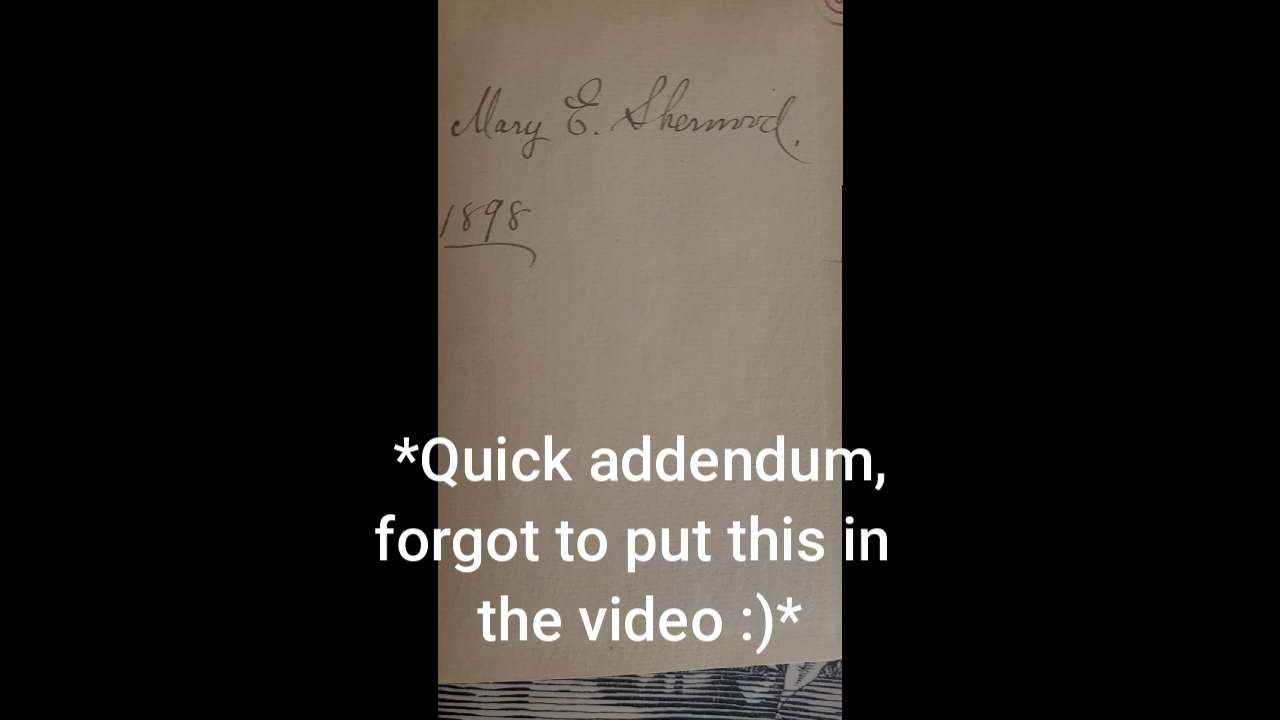 Mary E. Sherwood.
1898
*Quick addendum,
forgot to put this in
the video :)*